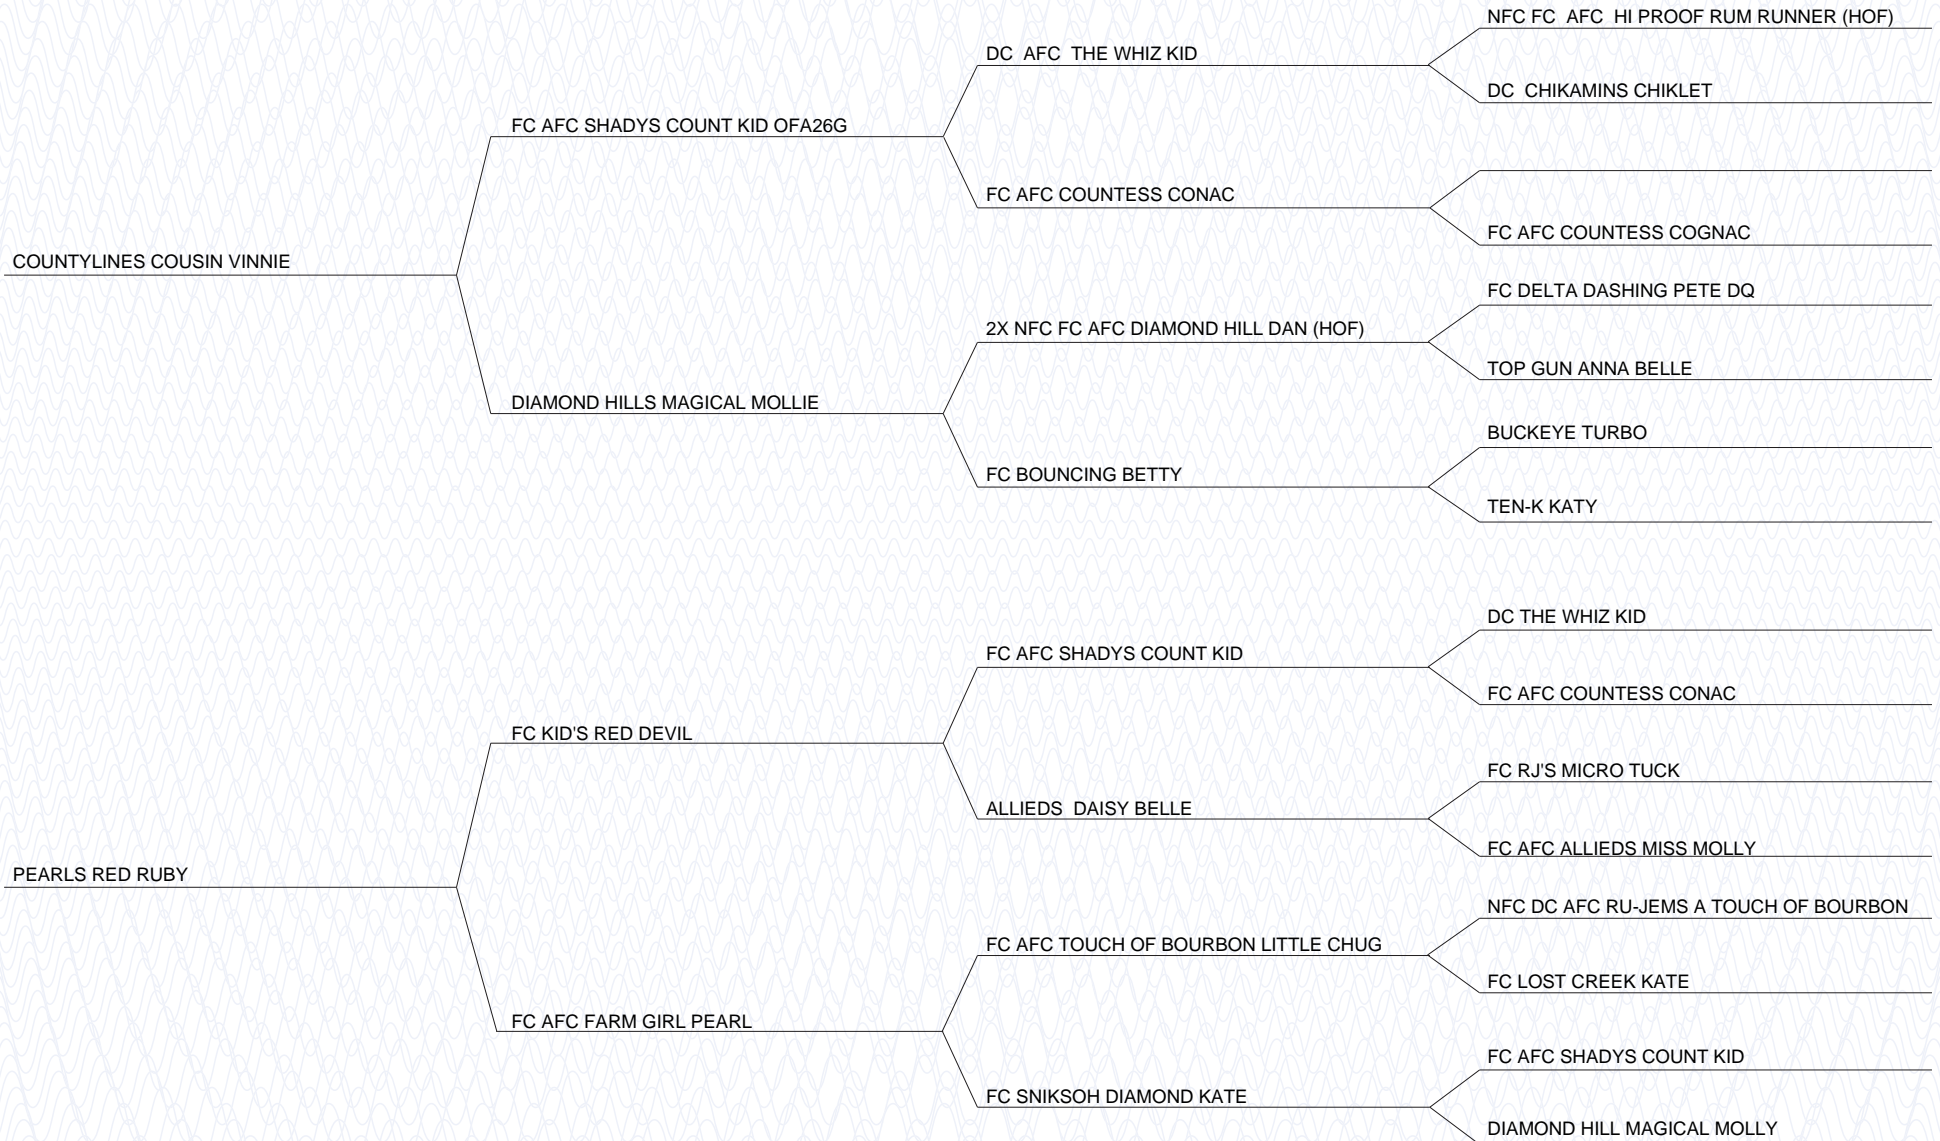 NFC FC  AFC  HI PROOF RUM RUNNER (HOF)
DC  AFC  THE WHIZ KID
DC  CHIKAMINS CHIKLET
FC AFC SHADYS COUNT KID OFA26G
FC AFC COUNTESS CONAC
FC AFC COUNTESS COGNAC
COUNTYLINES COUSIN VINNIE
FC DELTA DASHING PETE DQ
2X NFC FC AFC DIAMOND HILL DAN (HOF)
TOP GUN ANNA BELLE
DIAMOND HILLS MAGICAL MOLLIE
BUCKEYE TURBO
FC BOUNCING BETTY
TEN-K KATY
DC THE WHIZ KID
FC AFC SHADYS COUNT KID
FC AFC COUNTESS CONAC
FC KID'S RED DEVIL
FC RJ'S MICRO TUCK
ALLIEDS  DAISY BELLE
FC AFC ALLIEDS MISS MOLLY
PEARLS RED RUBY
NFC DC AFC RU-JEMS A TOUCH OF BOURBON
FC AFC TOUCH OF BOURBON LITTLE CHUG
FC LOST CREEK KATE
FC AFC FARM GIRL PEARL
FC AFC SHADYS COUNT KID
FC SNIKSOH DIAMOND KATE
DIAMOND HILL MAGICAL MOLLY